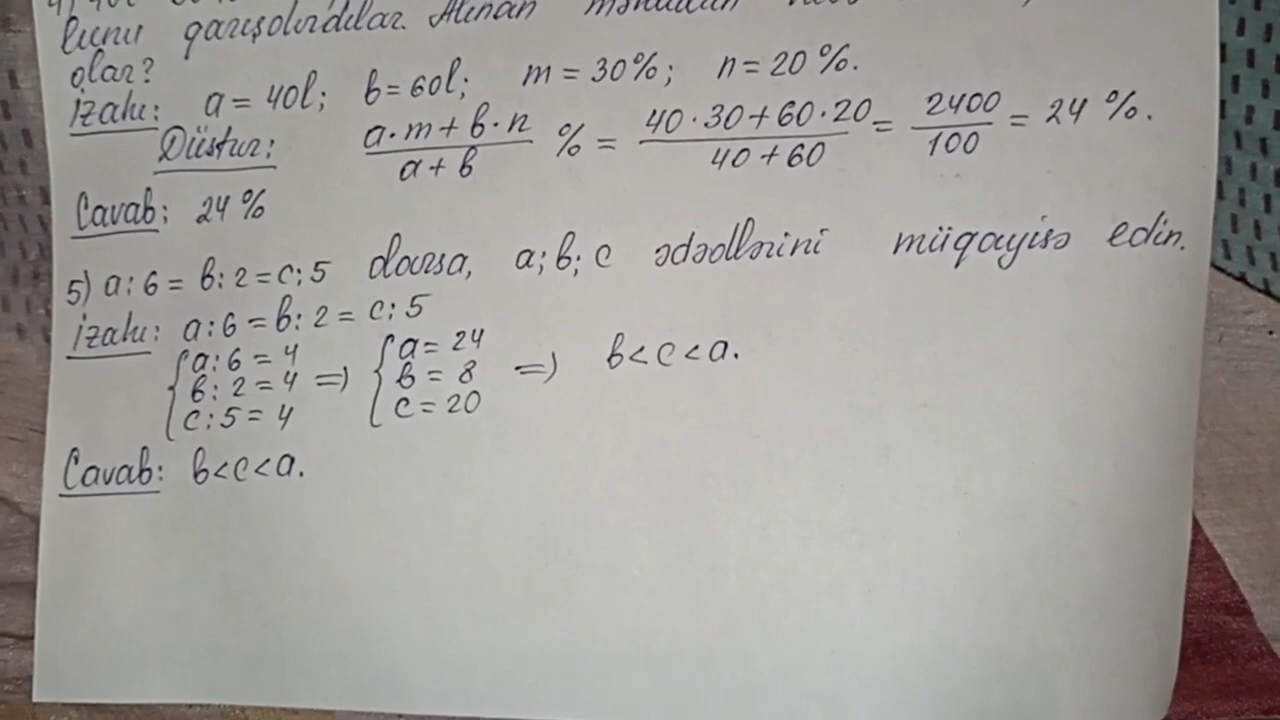 lunu qarışdırdılar. Alınan
olar?
İzahı: a = 40l; b = 60l; m = 30%; n = 20%.
Düstur: a·m + b·n / a + b % = 40·30 + 60·20 / 40 + 60 = 2400 / 100 = 24 %.
Cavab: 24%
5) a:6 = b:2 = c:5 olarsa, a; b; c ədədlərini müqayisə edin.
İzahı: a:6 = b:2 = c:5
{ a:6 = 4 b:2 = 4 c:5 = 4 => { a = 24 b = 8 c = 20 => b < c < a.
Cavab: b < c < a.